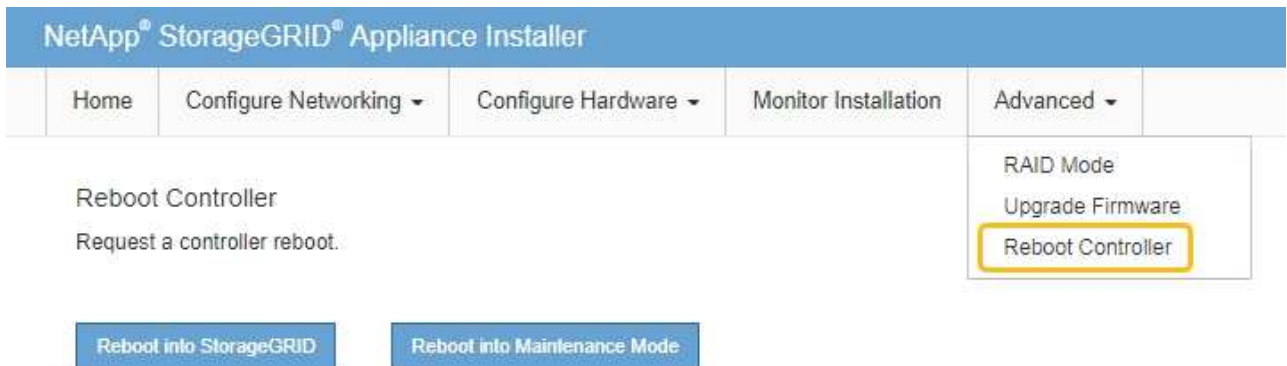 NetApp® StorageGRID® Appliance Installer
Home Configure Networking Configure Hardware Monitor Installation Advanced
RAID Mode
Upgrade Firmware
Reboot Controller
Reboot Controller
Request a controller reboot.
Reboot into StorageGRID Reboot into Maintenance Mode